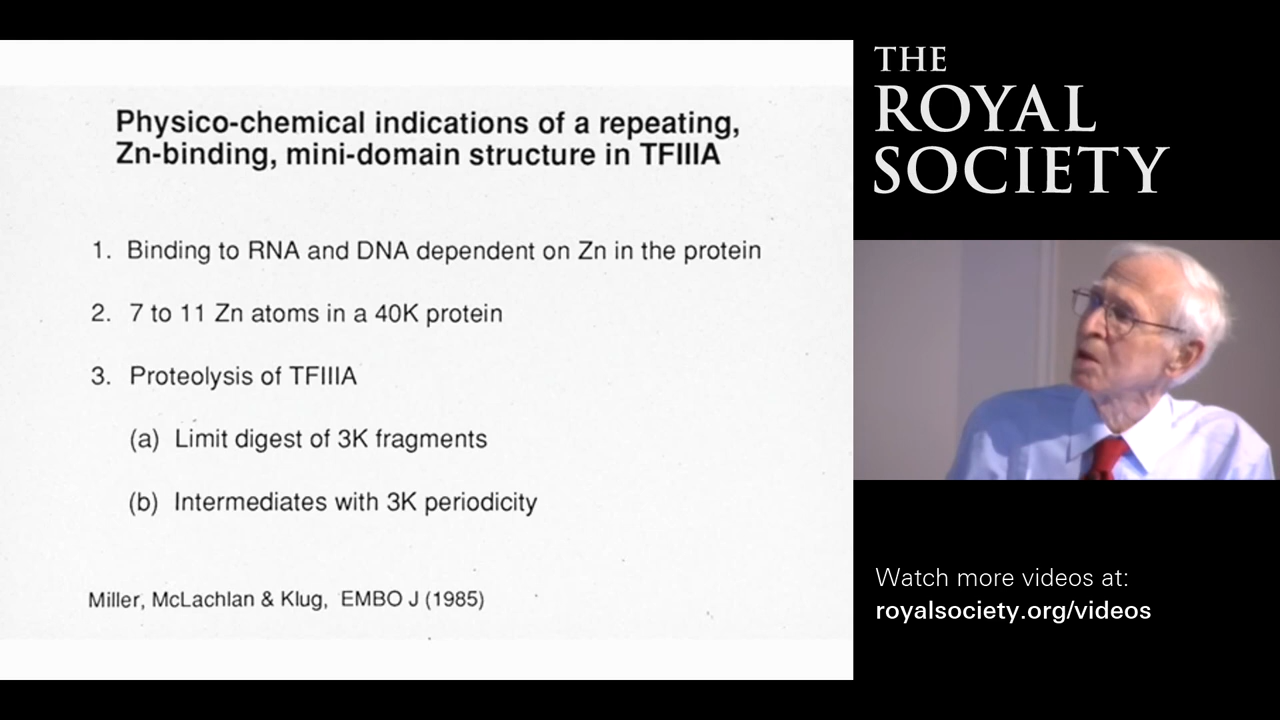 Physico-chemical indications of a repeating,
Zn-binding, mini-domain structure in TFIIIA
1. Binding to RNA and DNA dependent on Zn in the protein
2. 7 to 11 Zn atoms in a 40K protein
3. Proteolysis of TFIIIA
(a) Limit digest of 3K fragments
(b) Intermediates with 3K periodicity
Miller, McLachlan & Klug, EMBO J (1985)
THE
ROYAL
SOCIETY
Watch more videos at:
royalsociety.org/videos